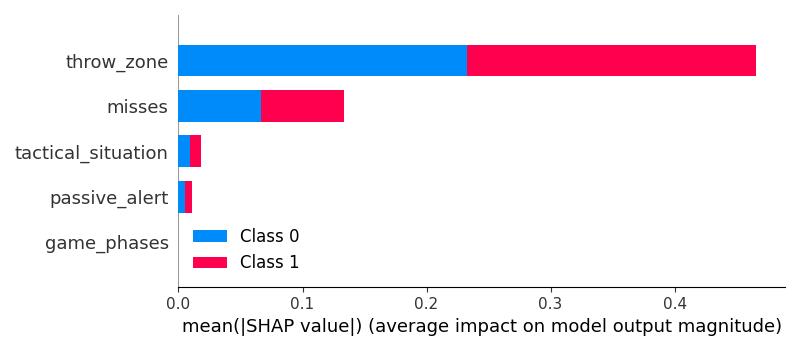 throw_zone
misses
tactical_situation
passive_alert
game_phases
Class 0
Class 1
0.0 0.1 0.2 0.3 0.4
mean(|SHAP value|) (average impact on model output magnitude)